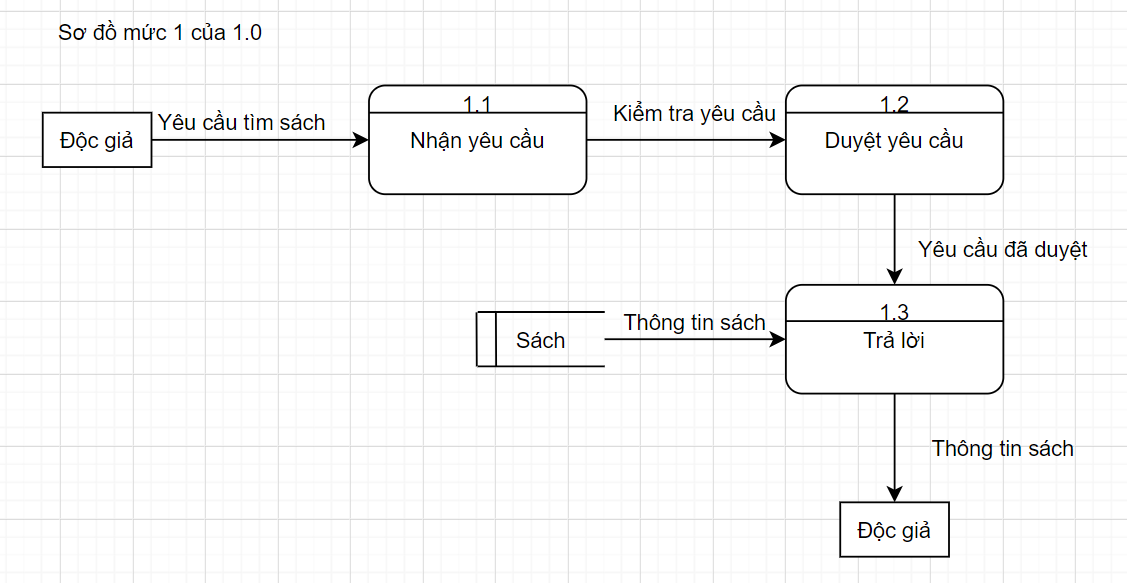 Sơ đồ mức 1 của 1.0
Độc giả
Yêu cầu tìm sách
1.1
Nhận yêu cầu
Kiểm tra yêu cầu
1.2
Duyệt yêu cầu
Yêu cầu đã duyệt
Sách
Thông tin sách
1.3
Trả lời
Thông tin sách
Độc giả